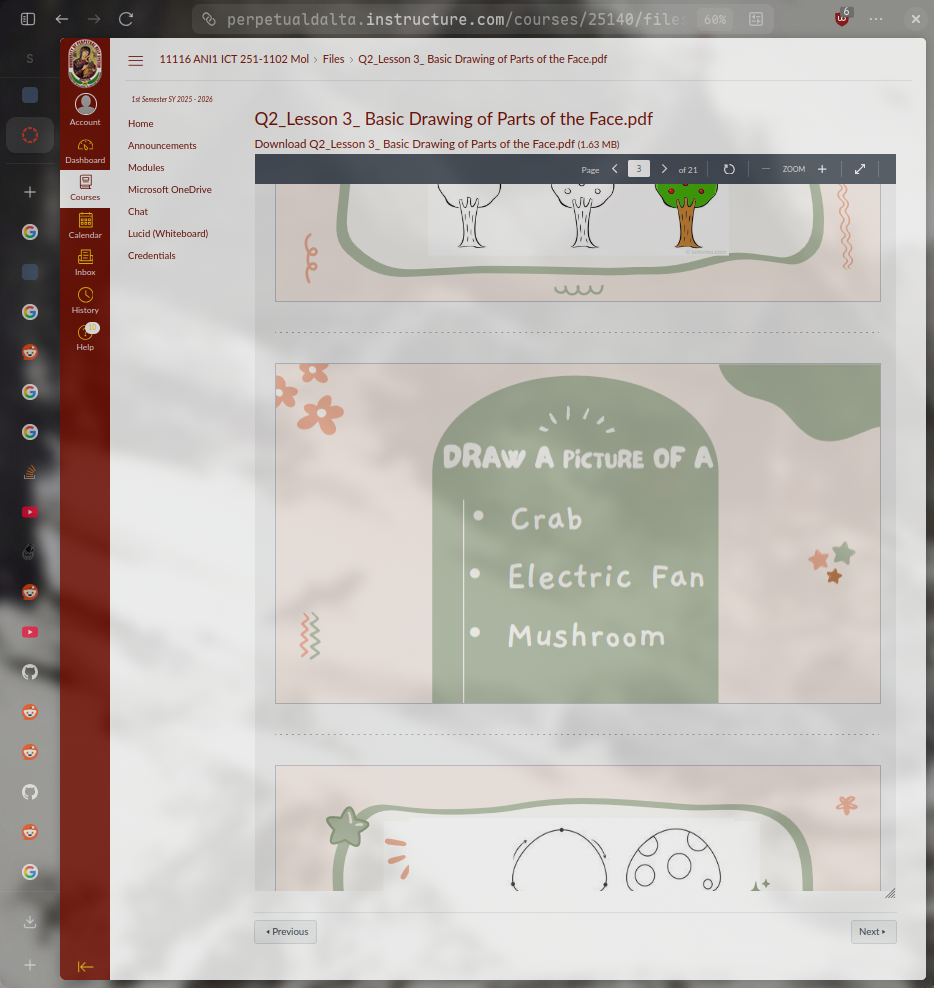 perpetualdalta.instructure.com/courses/25140/files
60%
6
S
11116 ANI1 ICT 251-1102 Mol › Files › Q2_Lesson 3_ Basic Drawing of Parts of the Face.pdf
1st Semester SY 2025 - 2026
Account
Dashboard
Courses
Calendar
Inbox
History
10
Help
Home
Announcements
Modules
Microsoft OneDrive
Chat
Lucid (Whiteboard)
Credentials
Q2_Lesson 3_ Basic Drawing of Parts of the Face.pdf
Download Q2_Lesson 3_ Basic Drawing of Parts of the Face.pdf (1.63 MB)
Page 3 of 21 ZOOM
DRAW A PiCTURE OF A
• Crab
• Electric Fan
• Mushroom
Previous
Next